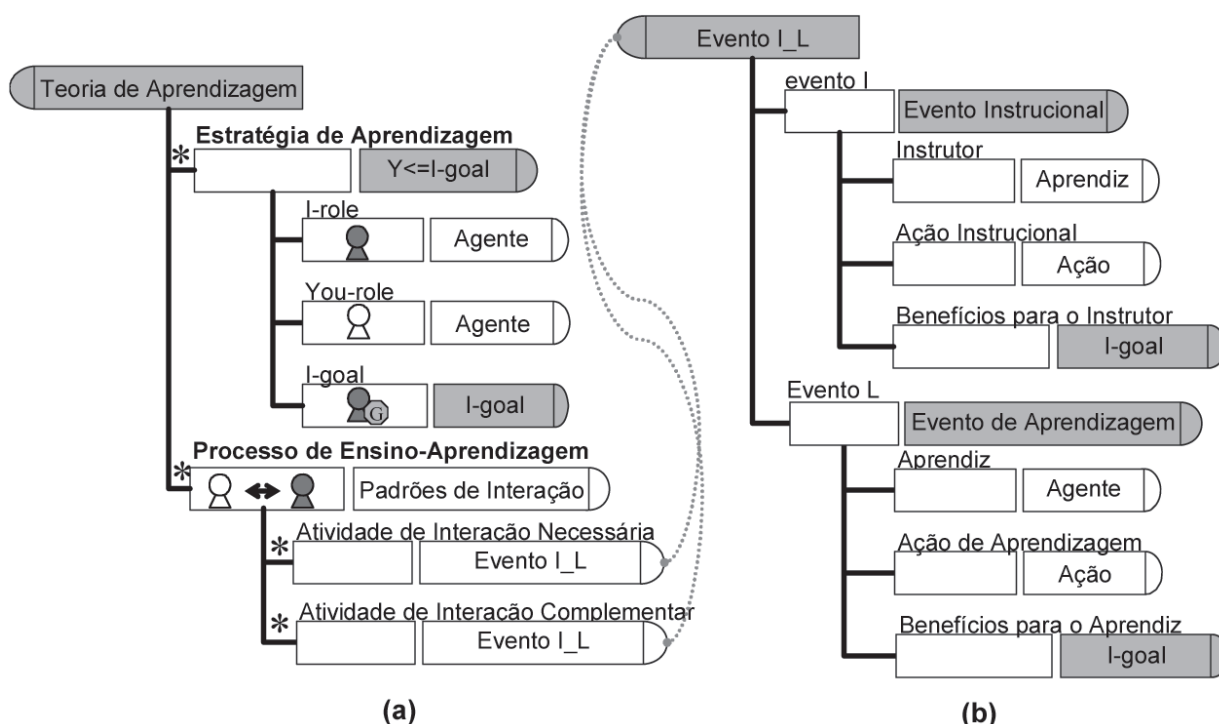 Teoria de Aprendizagem
Estratégia de Aprendizagem
*
Y<=I-goal
I-role
Agente
You-role
Agente
I-goal
G
I-goal
Processo de Ensino-Aprendizagem
*
Padrões de Interação
Atividade de Interação Necessária
*
Evento I_L
Atividade de Interação Complementar
*
Evento I_L
(a)
Evento I_L
evento I
Evento Instrucional
Instrutor
Aprendiz
Ação Instrucional
Ação
Benefícios para o Instrutor
I-goal
Evento L
Evento de Aprendizagem
Aprendiz
Agente
Ação de Aprendizagem
Ação
Benefícios para o Aprendiz
I-goal
(b)